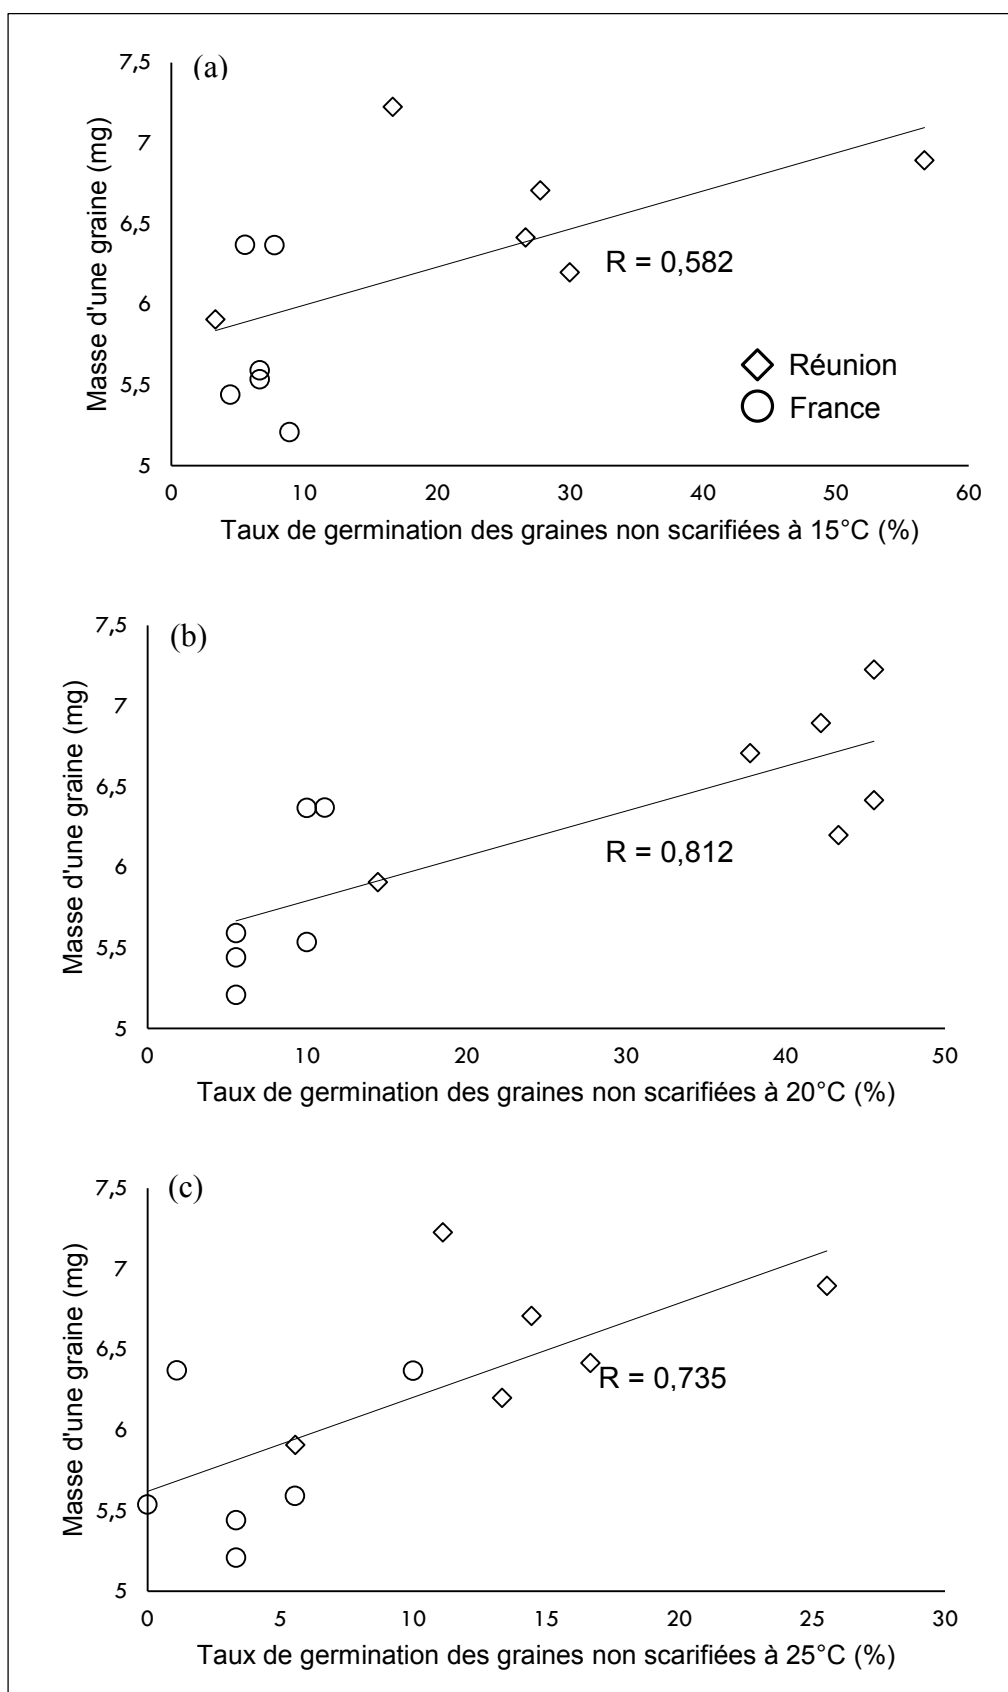 (a)
7,5
7
6,5
6
5,5
5
Masse d'une graine (mg)
R = 0,582
Réunion
France
0 10 20 30 40 50 60
Taux de germination des graines non scarifiées à 15°C (%)
(b)
7,5
7
6,5
6
5,5
5
Masse d'une graine (mg)
R = 0,812
0 10 20 30 40 50
Taux de germination des graines non scarifiées à 20°C (%)
(c)
7,5
7
6,5
6
5,5
5
Masse d'une graine (mg)
R = 0,735
0 5 10 15 20 25 30
Taux de germination des graines non scarifiées à 25°C (%)